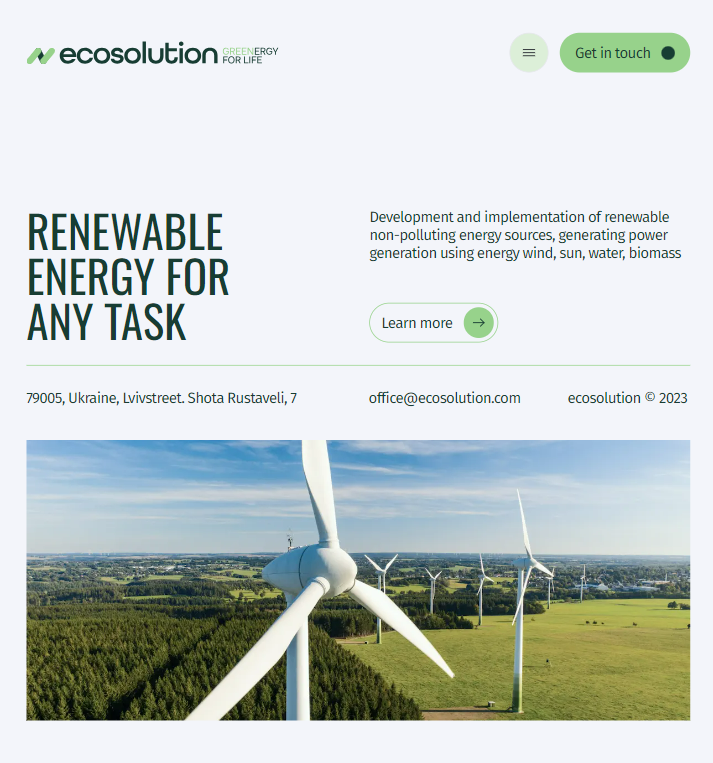 ecosolution
GREENERGY
FOR LIFE
Get in touch
RENEWABLE
ENERGY FOR
ANY TASK
Development and implementation of renewable
non-polluting energy sources, generating power
generation using energy wind, sun, water, biomass
Learn more
79005, Ukraine, Lvivstreet. Shota Rustaveli, 7
office@ecosolution.com
ecosolution © 2023